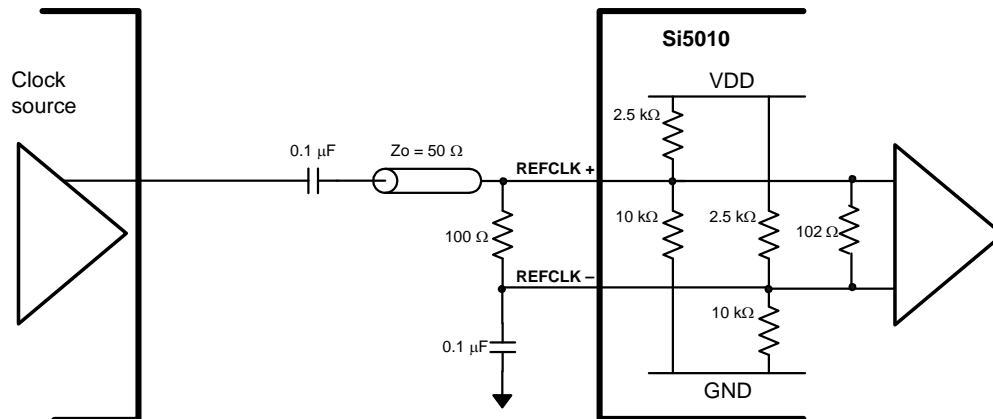 Si5010
Clock
source
VDD
2.5 kΩ
0.1 μF
Zo = 50 Ω
REFCLK +
10 kΩ
2.5 kΩ
102 Ω
100 Ω
REFCLK –
10 kΩ
0.1 μF
GND